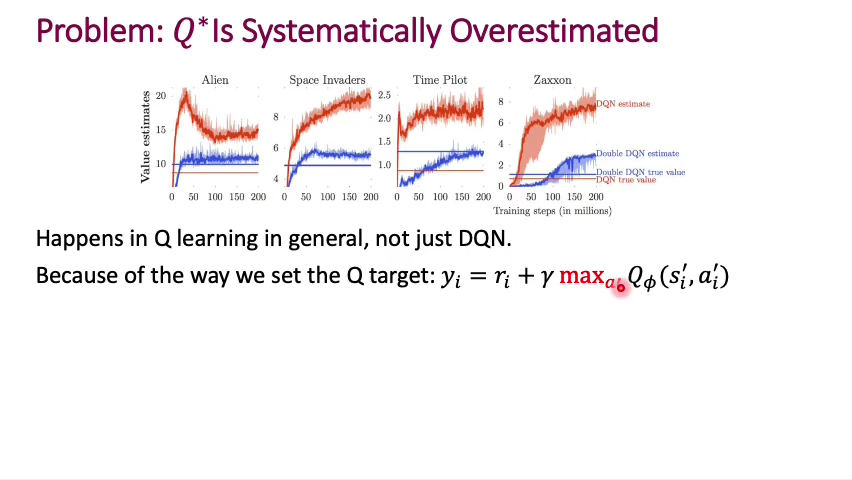 Problem: Q* Is Systematically Overestimated
Alien Space Invaders Time Pilot Zaxxon
Value estimates
20
15
10
8
6
4
2.5
2.0
1.5
1.0
8
6
4
2
0
DQN estimate
Double DQN estimate
Double DQN true value
DQN true value
0 50 100 150 200 0 50 100 150 200 0 50 100 150 200 0 50 100 150 200
Training steps (in millions)
Happens in Q learning in general, not just DQN.
Because of the way we set the Q target: yᵢ = rᵢ + γ maxₐ′ Q_ϕ(sᵢ′, aᵢ′)